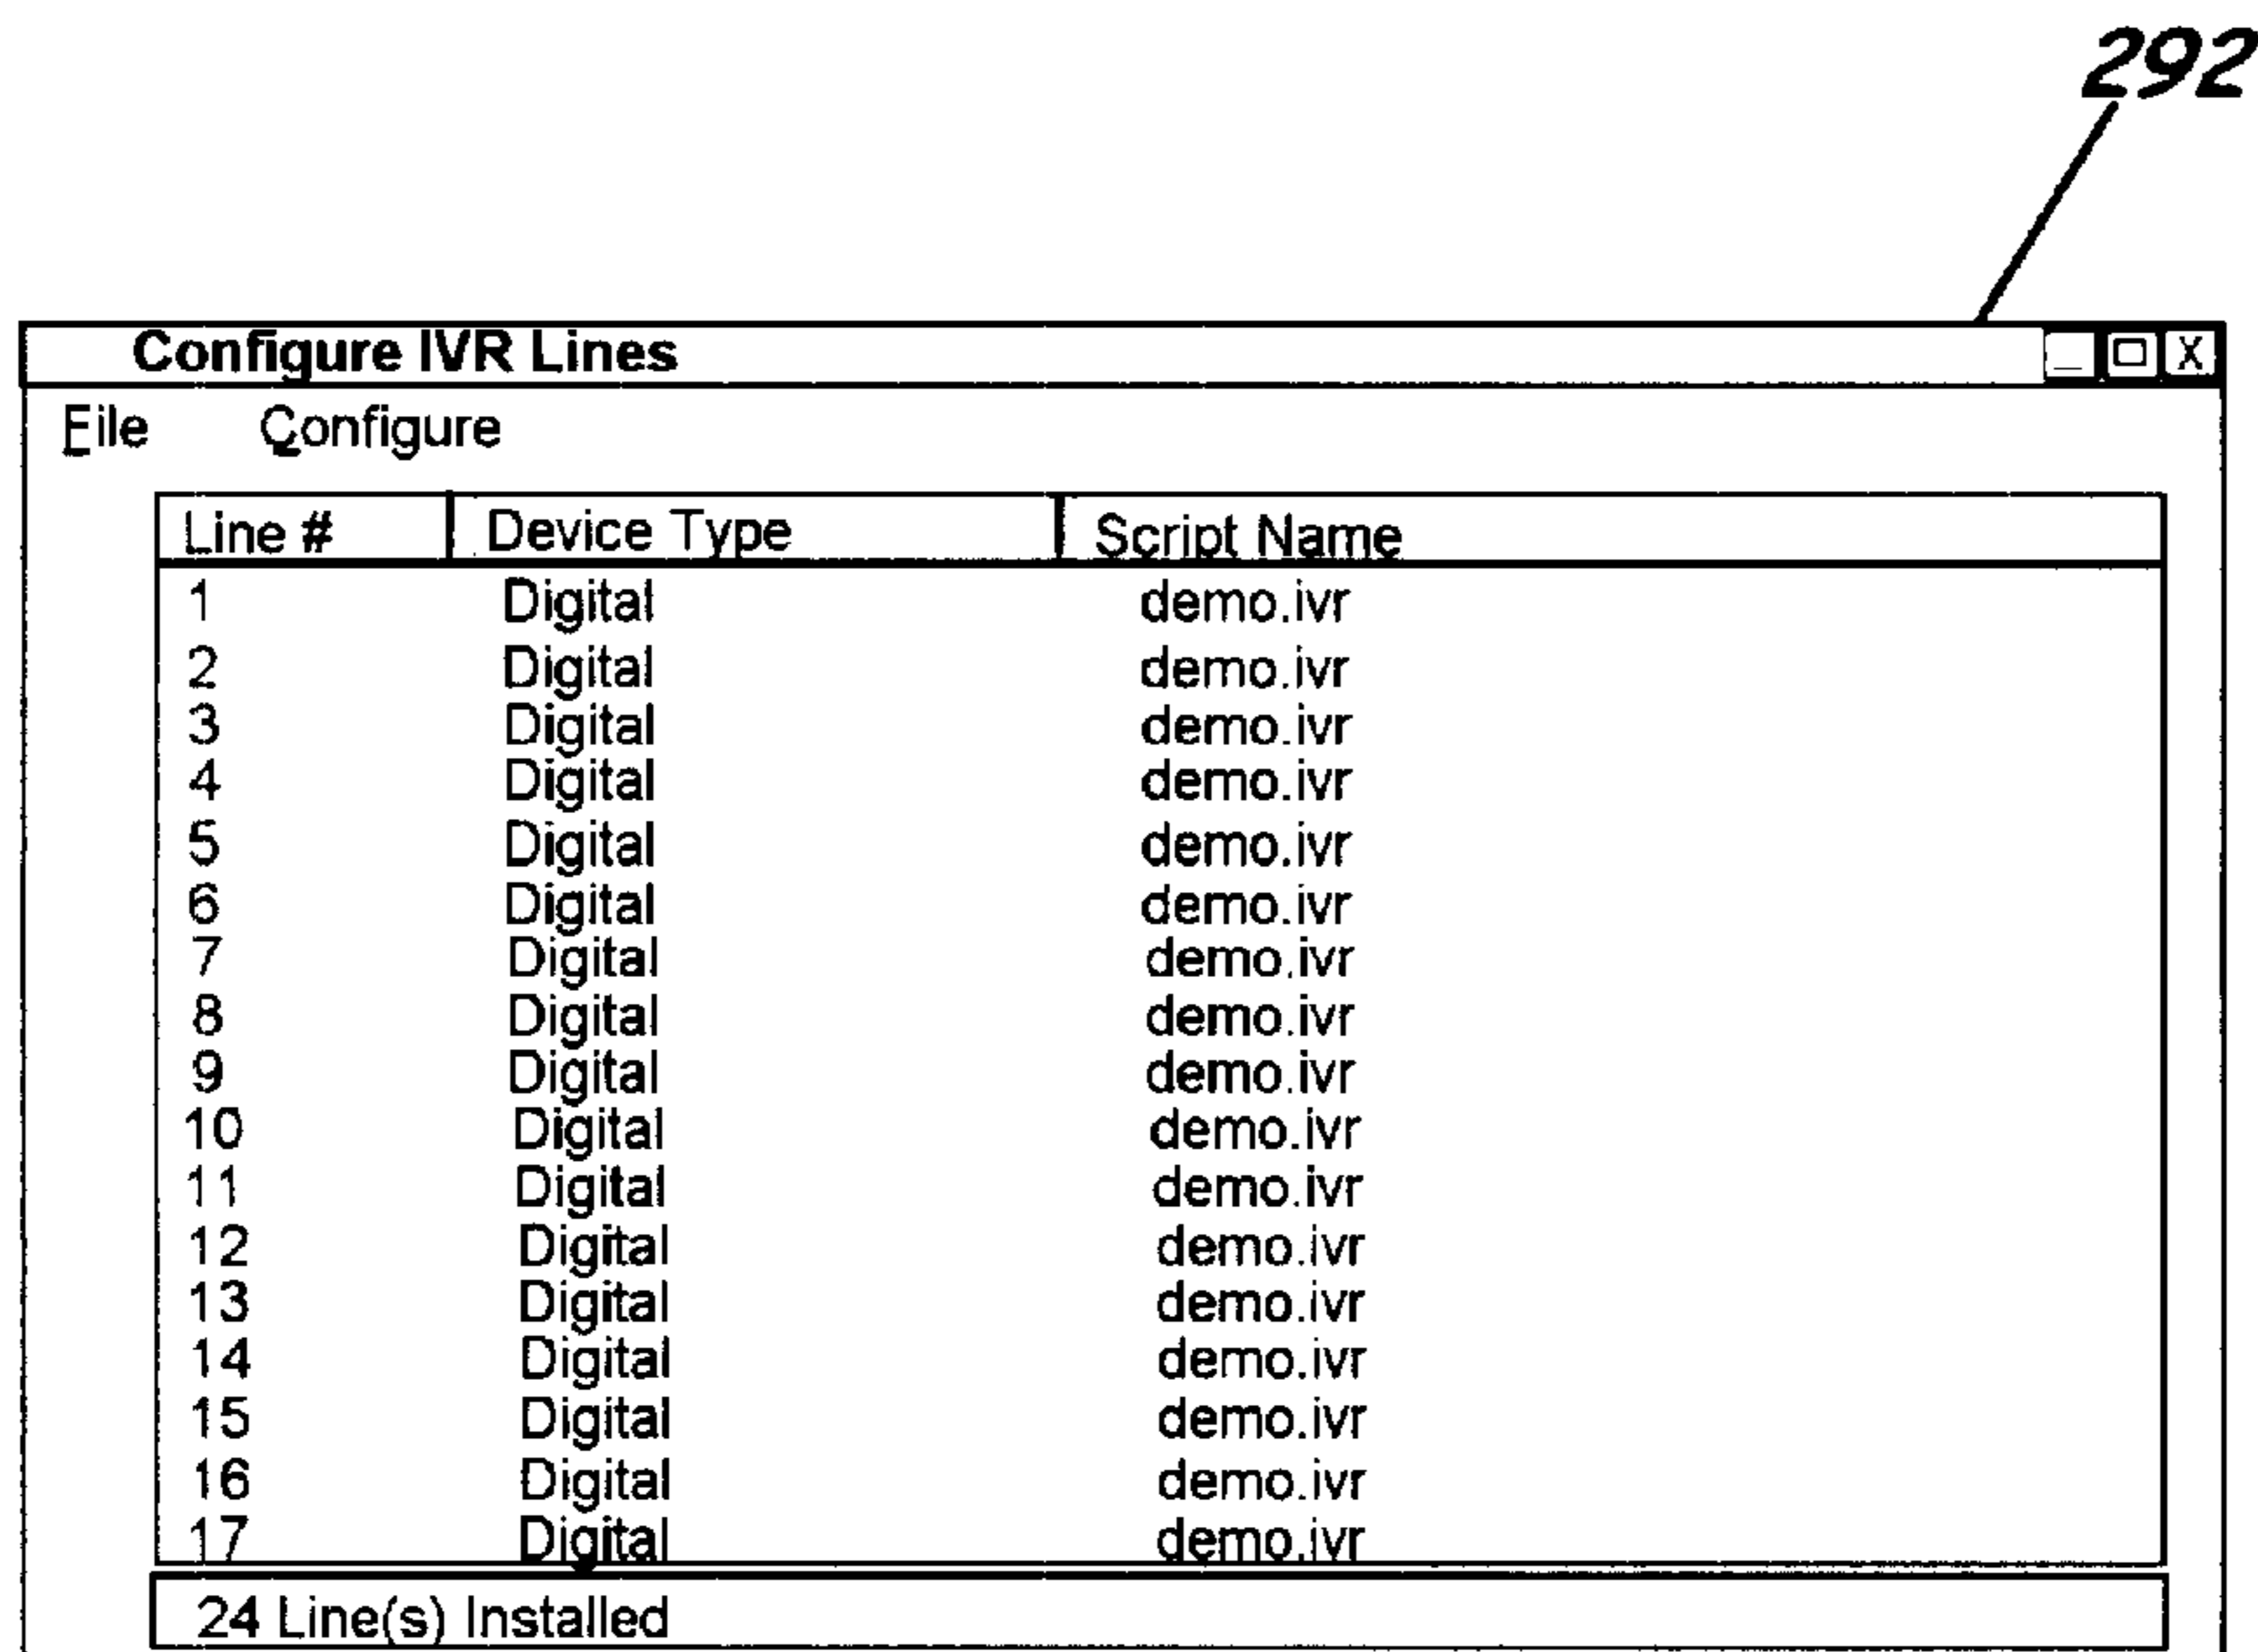 292
Configure IVR Lines _ X
File Configure
Line # Device Type Script Name
1 Digital demo.ivr
2 Digital demo.ivr
3 Digital demo.ivr
4 Digital demo.ivr
5 Digital demo.ivr
6 Digital demo.ivr
7 Digital demo.ivr
8 Digital demo.ivr
9 Digital demo.ivr
10 Digital demo.ivr
11 Digital demo.ivr
12 Digital demo.ivr
13 Digital demo.ivr
14 Digital demo.ivr
15 Digital demo.ivr
16 Digital demo.ivr
17 Digital demo.ivr
24 Line(s) Installed